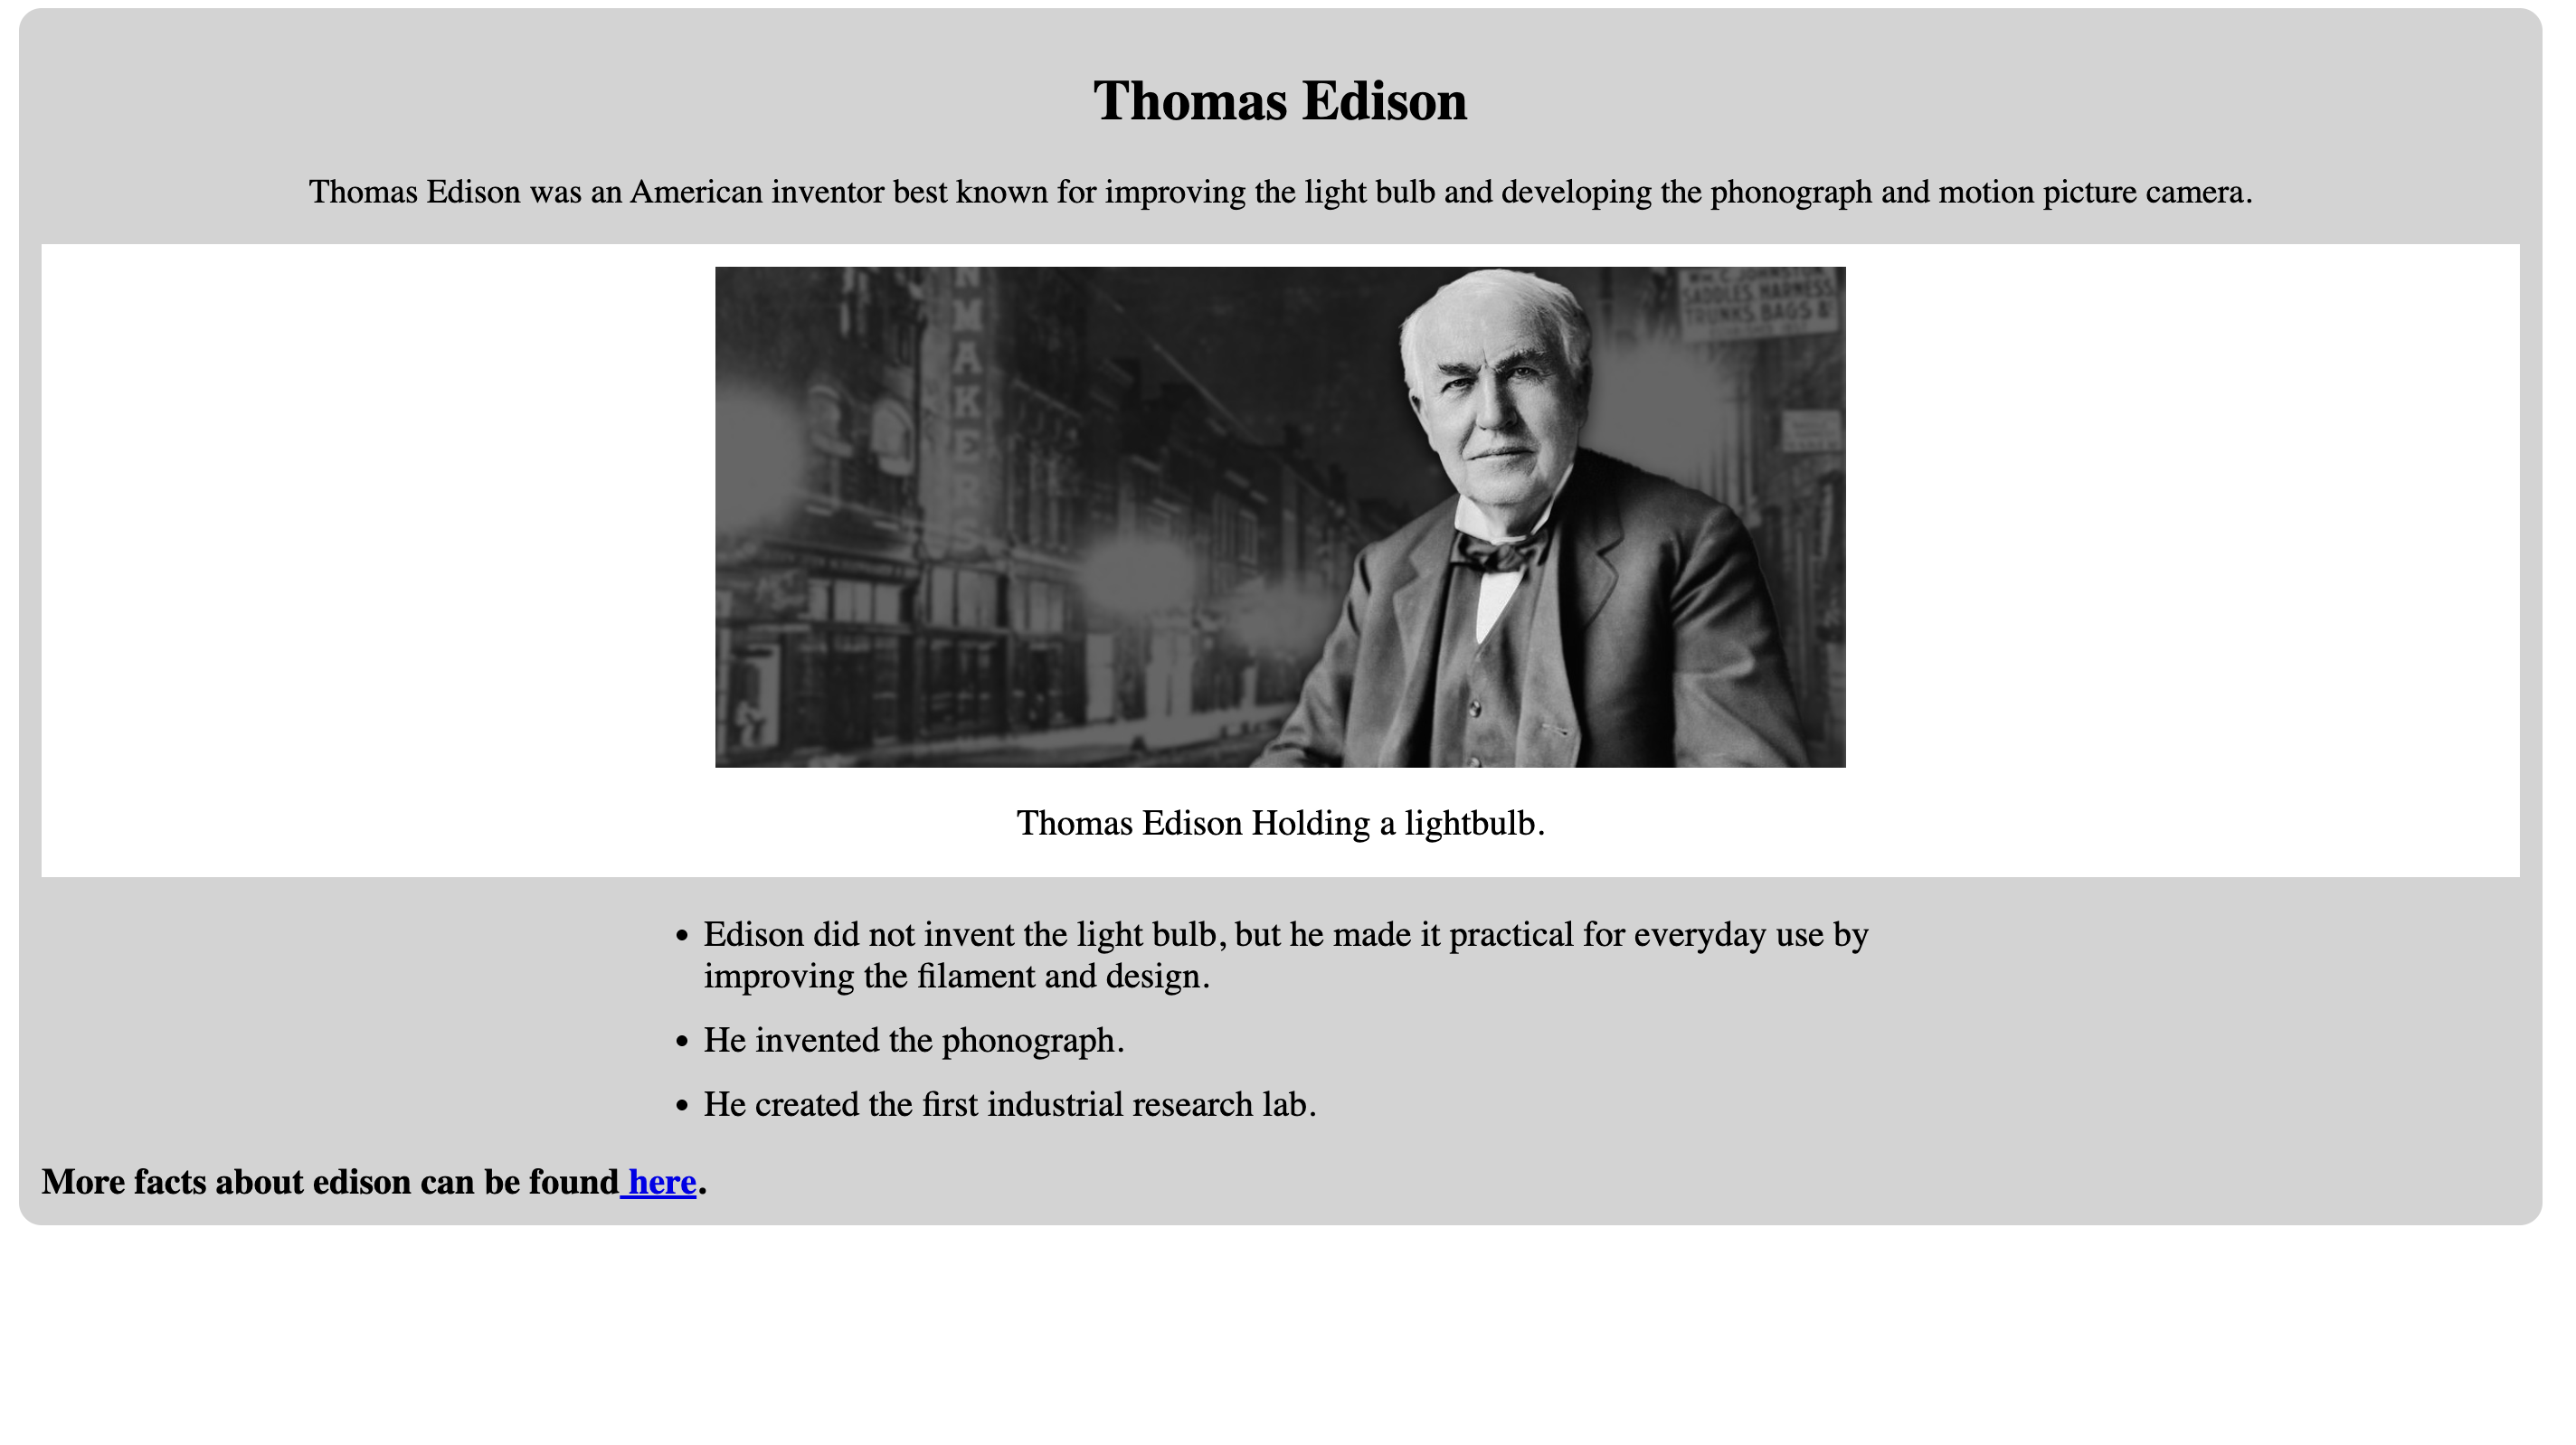 Thomas Edison
Thomas Edison was an American inventor best known for improving the light bulb and developing the phonograph and motion picture camera.
NMAKERS
WM. C. JOHNSTON
SADDLES, HARNESS,
TRUNKS, BAGS &
Thomas Edison Holding a lightbulb.
• Edison did not invent the light bulb, but he made it practical for everyday use by
improving the filament and design.
• He invented the phonograph.
• He created the first industrial research lab.
More facts about edison can be found here.